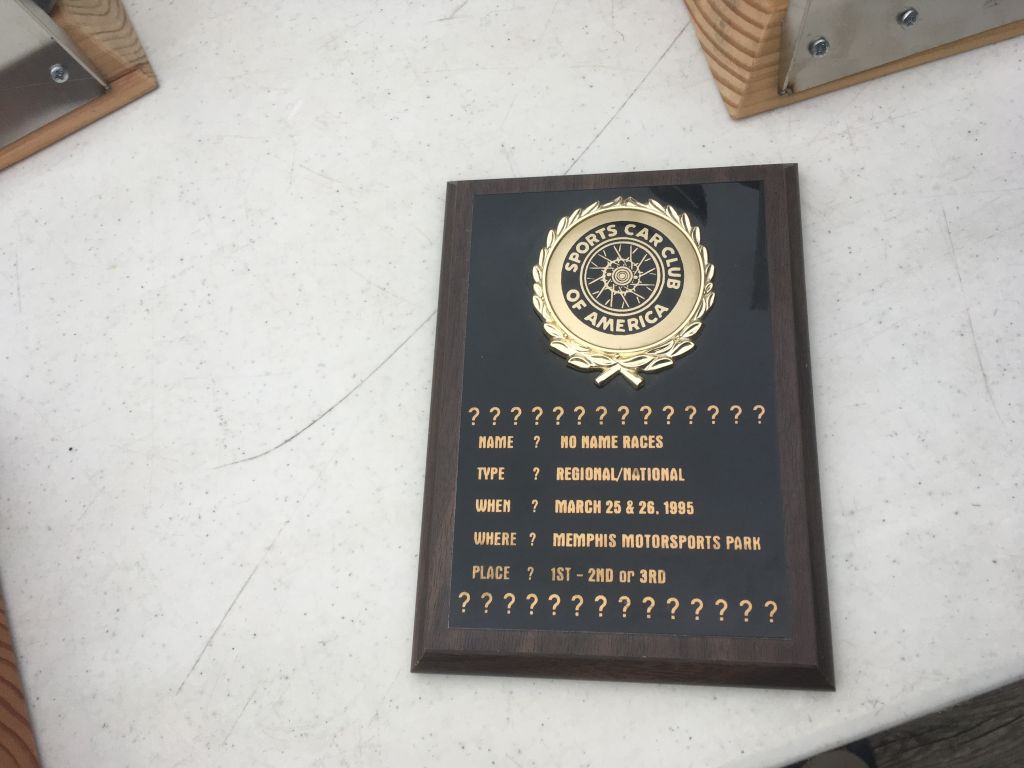 SPORTS CAR CLUB
OF AMERICA
? ? ? ? ? ? ? ? ? ? ? ? ? ?
NAME ? NO NAME RACES
TYPE ? REGIONAL/NATIONAL
WHEN ? MARCH 25 & 26, 1995
WHERE ? MEMPHIS MOTORSPORTS PARK
PLACE ? 1ST - 2ND or 3RD
? ? ? ? ? ? ? ? ? ? ? ? ? ?